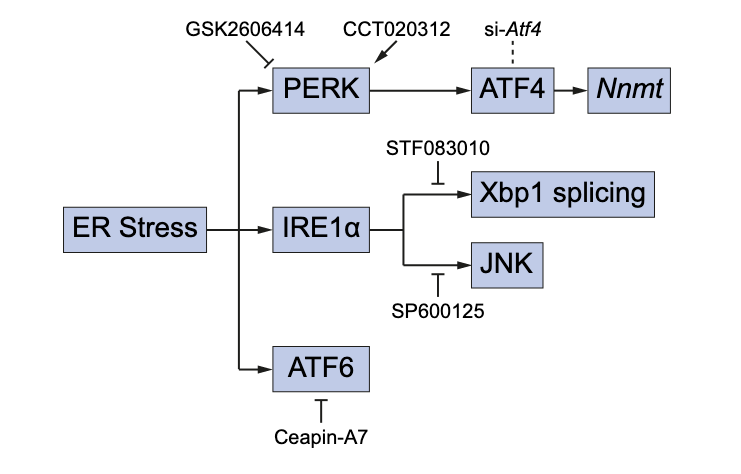 GSK2606414
CCT020312
si-Atf4
PERK
ATF4
Nnmt
STF083010
Xbp1 splicing
ER Stress
IRE1α
JNK
SP600125
ATF6
Ceapin-A7